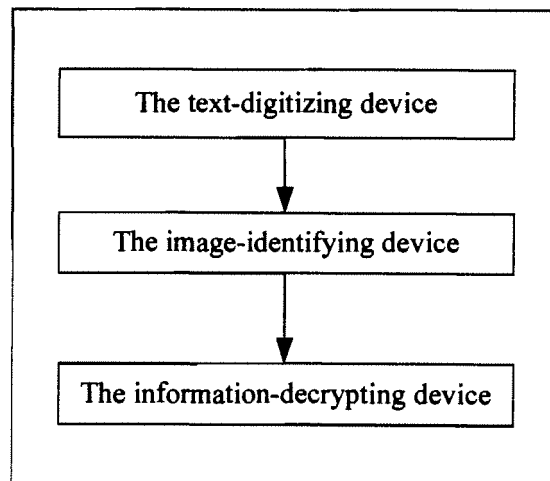 The text-digitizing device
The image-identifying device
The information-decrypting device